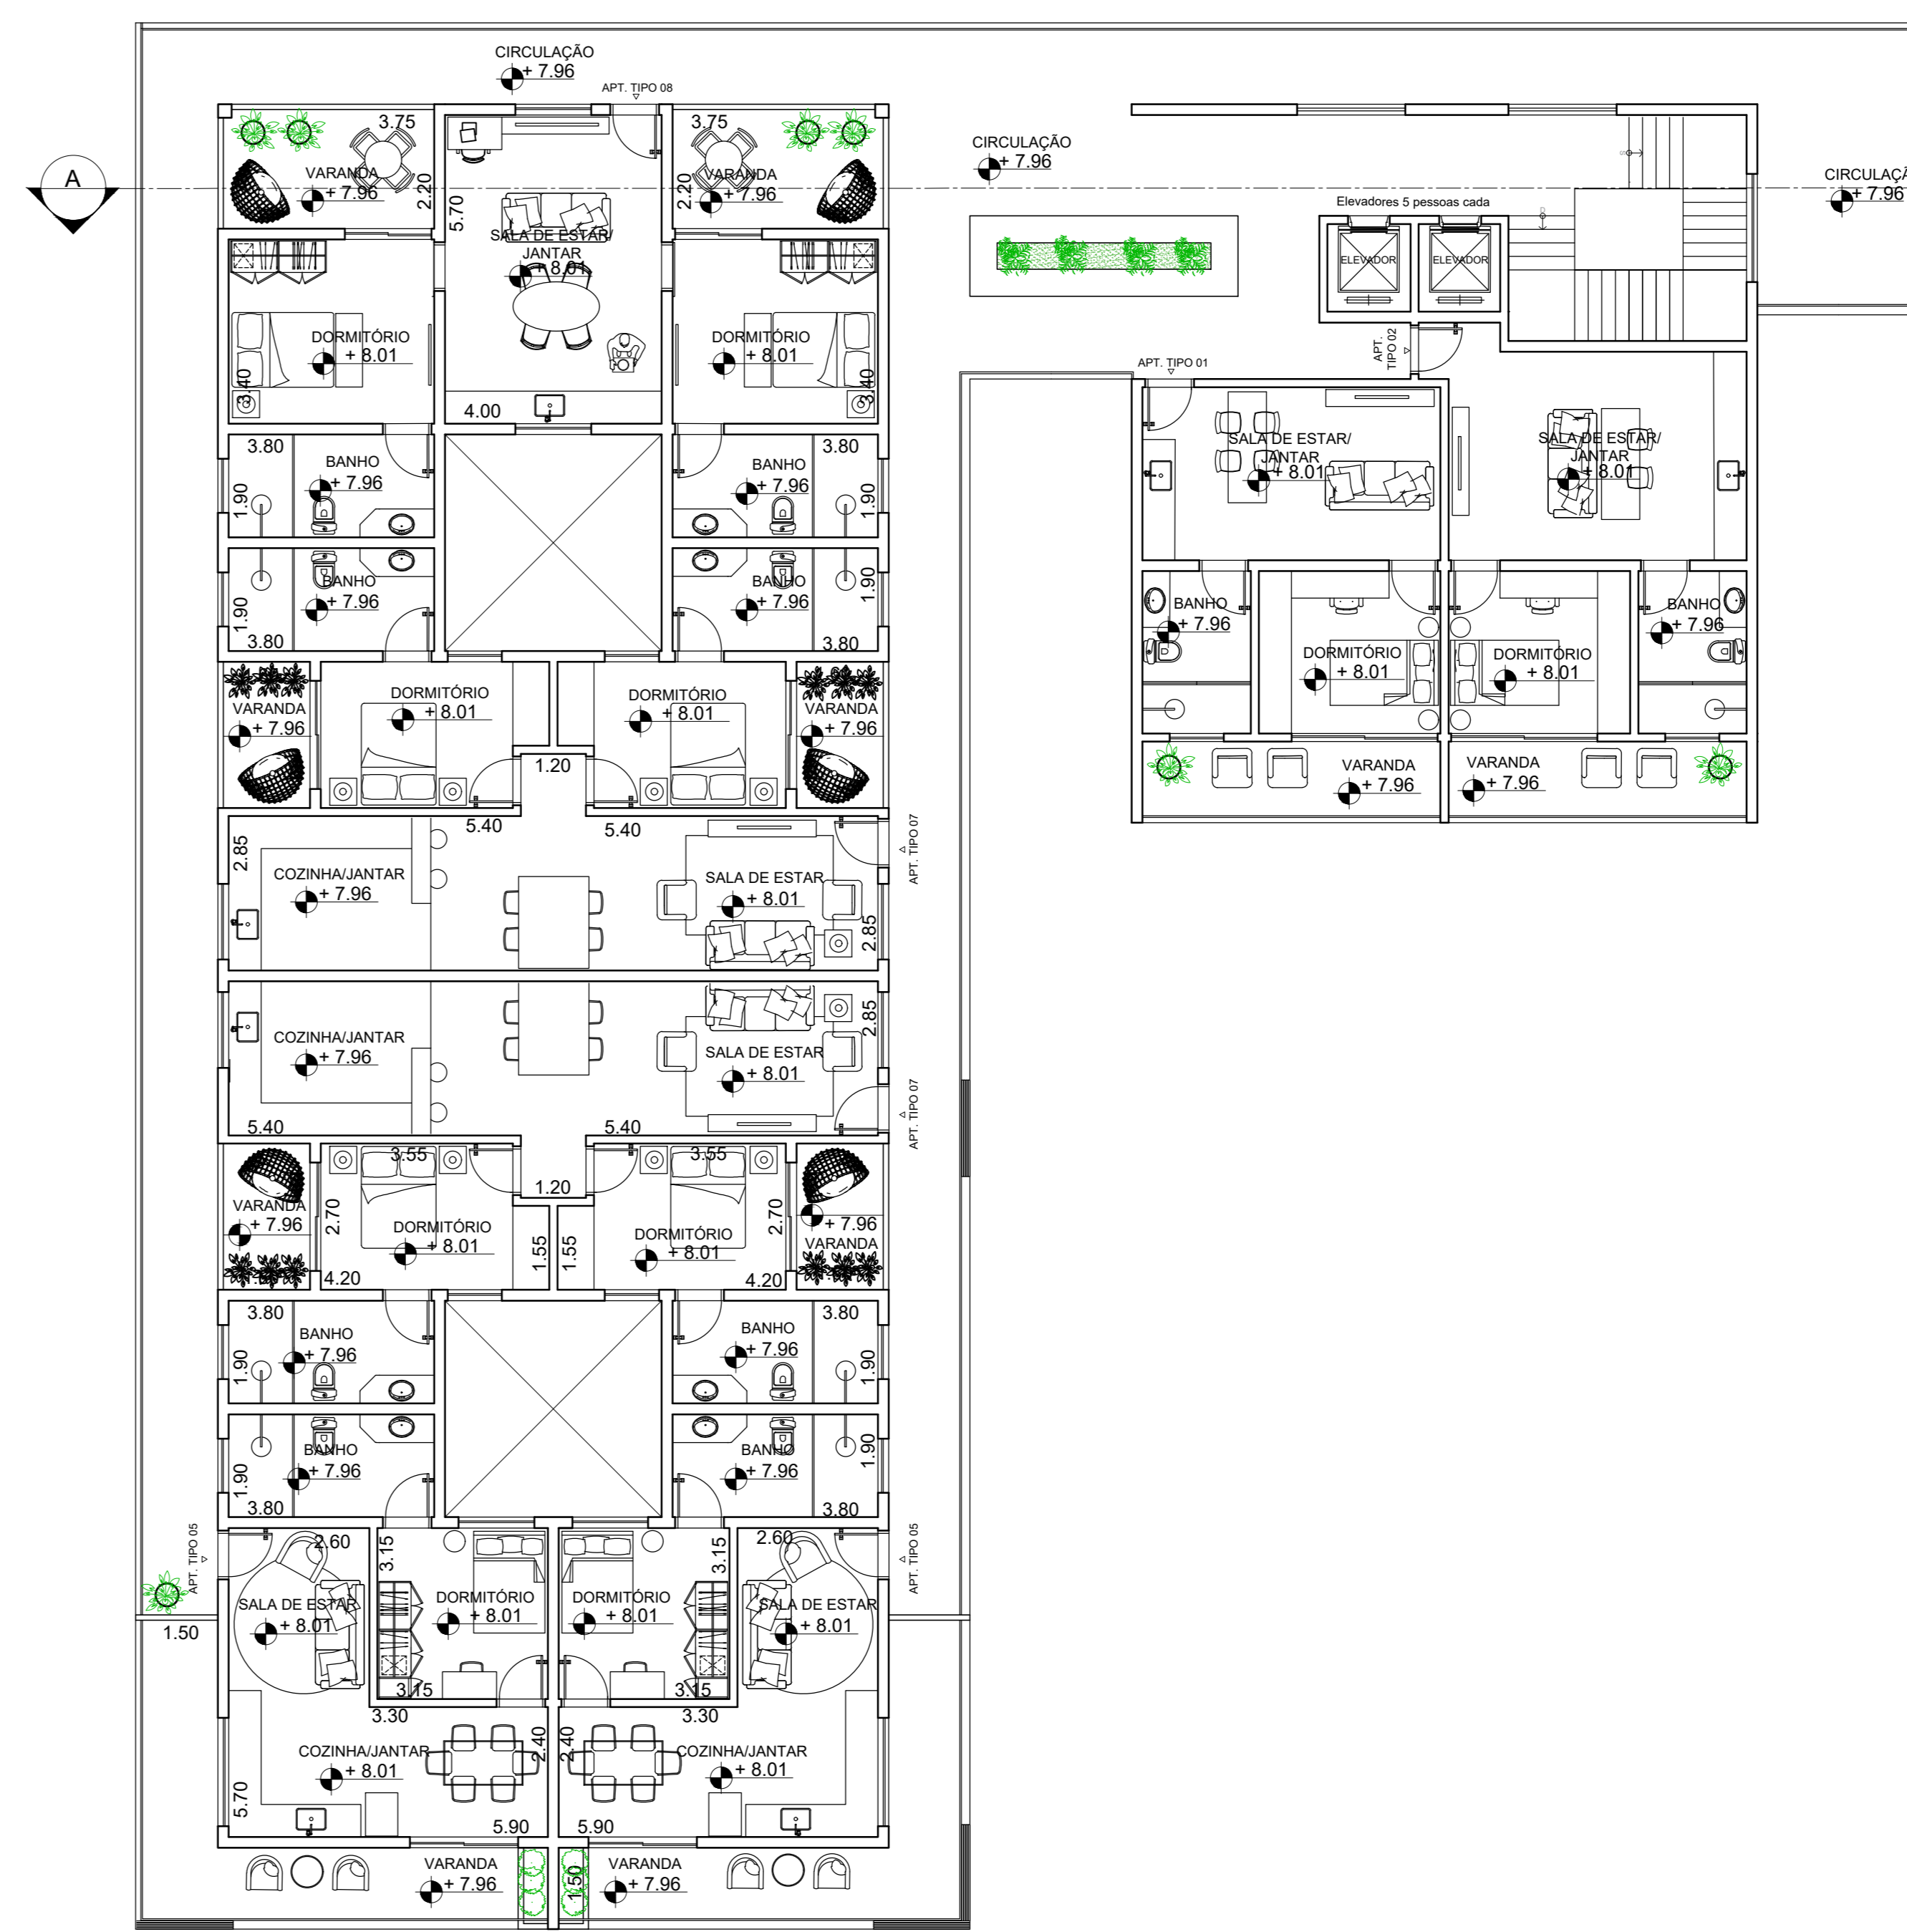 CIRCULAÇÃO
+ 7.96
APT. TIPO 08
3.75
3.75
CIRCULAÇÃO
+ 7.96
S
A
VARANDA
+ 7.96
2.20
5.70
2.20
VARANDA
+ 7.96
CIRCULAÇÃ
+ 7.96
Elevadores 5 pessoas cada
SALA DE ESTAR/
JANTAR
+ 8.01
ELEVADOR
ELEVADOR
DORMITÓRIO
+ 8.01
DORMITÓRIO
+ 8.01
APT.
TIPO 02
APT. TIPO 01
3.40
3.40
4.00
3.80
BANHO
+ 7.96
1.90
BANHO
+ 7.96
3.80
1.90
SALA DE ESTAR/
JANTAR
+ 8.01
SALA DE ESTAR/
JANTAR
+ 8.01
BANHO
+ 7.96
1.90
3.80
BANHO
+ 7.96
1.90
3.80
BANHO
+ 7.96
BANHO
+ 7.96
DORMITÓRIO
+ 8.01
DORMITÓRIO
+ 8.01
VARANDA
+ 7.96
DORMITÓRIO
+ 8.01
DORMITÓRIO
+ 8.01
VARANDA
+ 7.96
1.20
VARANDA
+ 7.96
VARANDA
+ 7.96
5.40
5.40
2.85
APT. TIPO 07
COZINHA/JANTAR
+ 7.96
SALA DE ESTAR
+ 8.01
2.85
COZINHA/JANTAR
+ 7.96
SALA DE ESTAR
+ 8.01
2.85
APT. TIPO 07
5.40
5.40
3.55
3.55
1.20
VARANDA
+ 7.96
2.70
DORMITÓRIO
+ 8.01
1.55
1.55
DORMITÓRIO
+ 8.01
2.70
+ 7.96
VARANDA
4.20
4.20
3.80
BANHO
+ 7.96
1.90
BANHO
+ 7.96
3.80
1.90
BANHO
+ 7.96
1.90
3.80
BANHO
+ 7.96
1.90
3.80
APT. TIPO 05
2.60
3.15
3.15
2.60
APT. TIPO 05
SALA DE ESTAR
+ 8.01
DORMITÓRIO
+ 8.01
DORMITÓRIO
+ 8.01
SALA DE ESTAR
+ 8.01
1.50
3.15
3.15
3.30
3.30
COZINHA/JANTAR
+ 8.01
2.40
2.40
COZINHA/JANTAR
+ 8.01
5.70
5.90
5.90
VARANDA
+ 7.96
1.50
VARANDA
+ 7.96